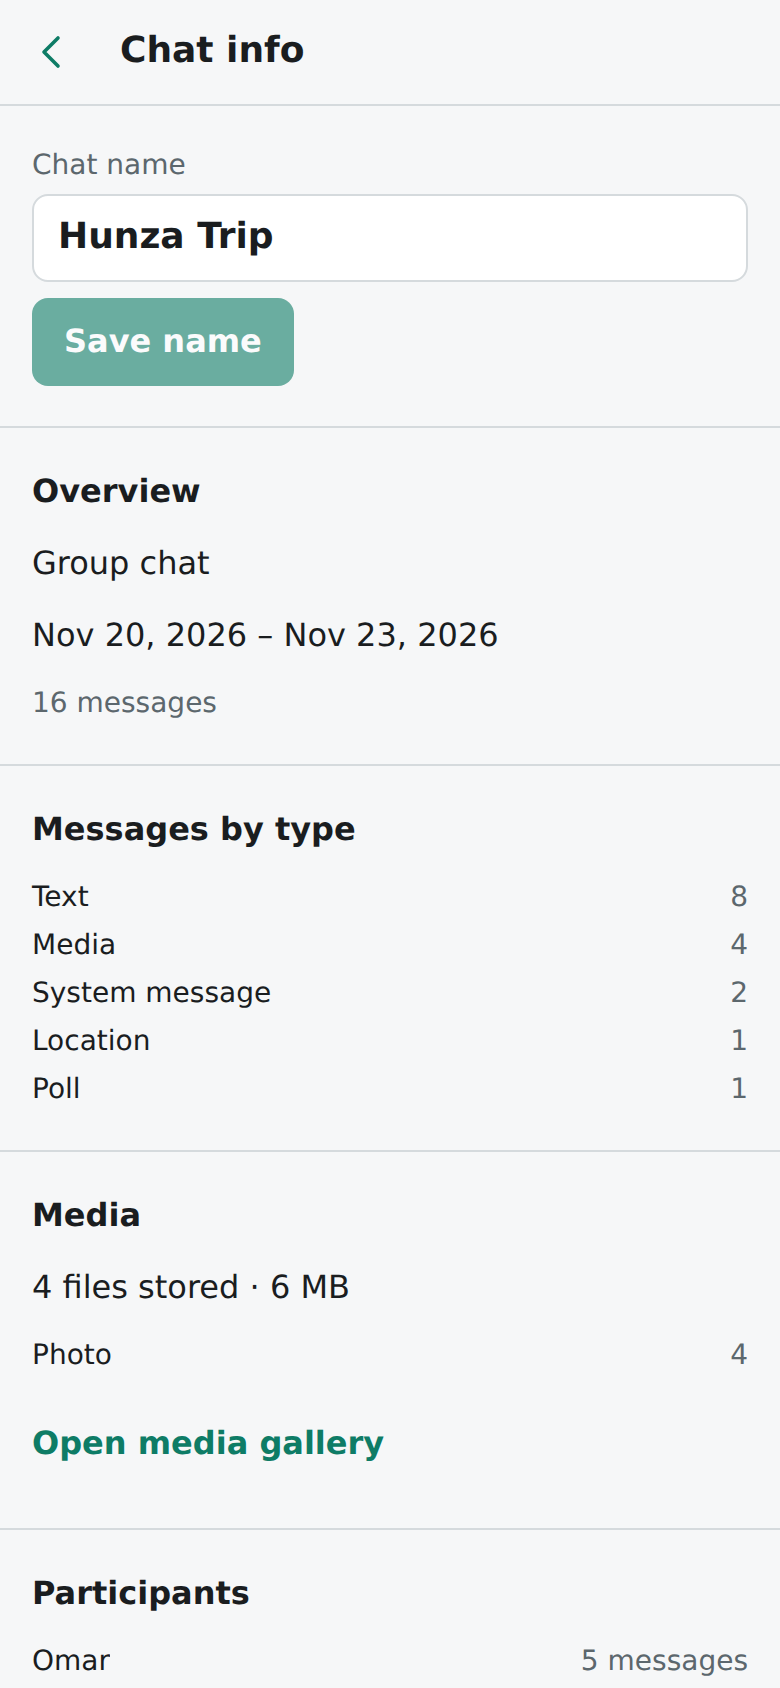 Chat info
Chat name
Hunza Trip
Save name
Overview
Group chat
Nov 20, 2026 – Nov 23, 2026
16 messages
Messages by type
Text 8
Media 4
System message 2
Location 1
Poll 1
Media
4 files stored · 6 MB
Photo 4
Open media gallery
Participants
Omar 5 messages